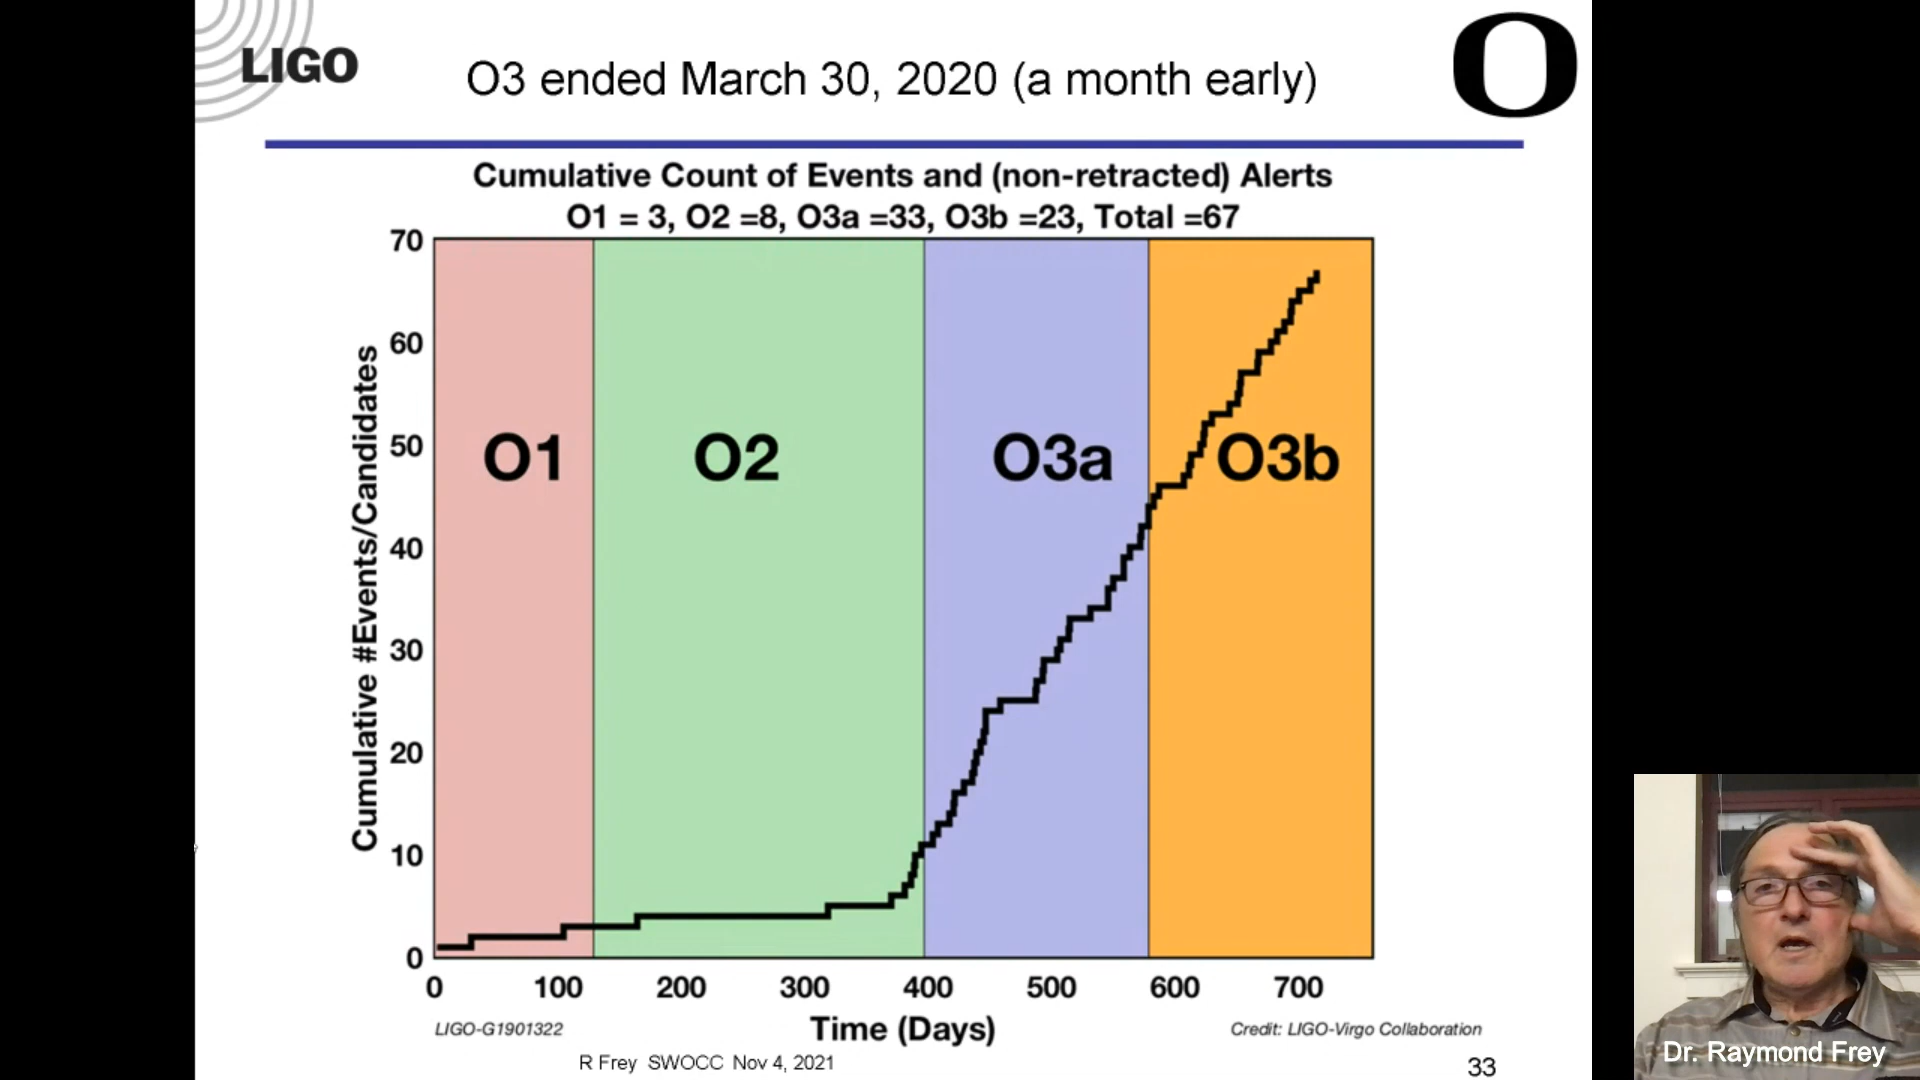 LIGO
O3 ended March 30, 2020 (a month early)
O
Cumulative Count of Events and (non-retracted) Alerts
O1 = 3, O2 =8, O3a =33, O3b =23, Total =67
Cumulative #Events/Candidates
70
60
50
40
30
20
10
0
O1
O2
O3a
O3b
0 100 200 300 400 500 600 700
Time (Days)
LIGO-G1901322
Credit: LIGO-Virgo Collaboration
R Frey SWOCC Nov 4, 2021
33
Dr. Raymond Frey